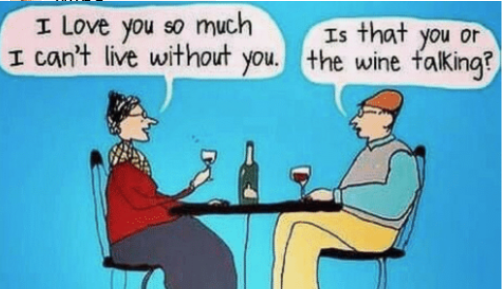 I Love you so much
I can't live without you.
Is that you or
the wine talking?